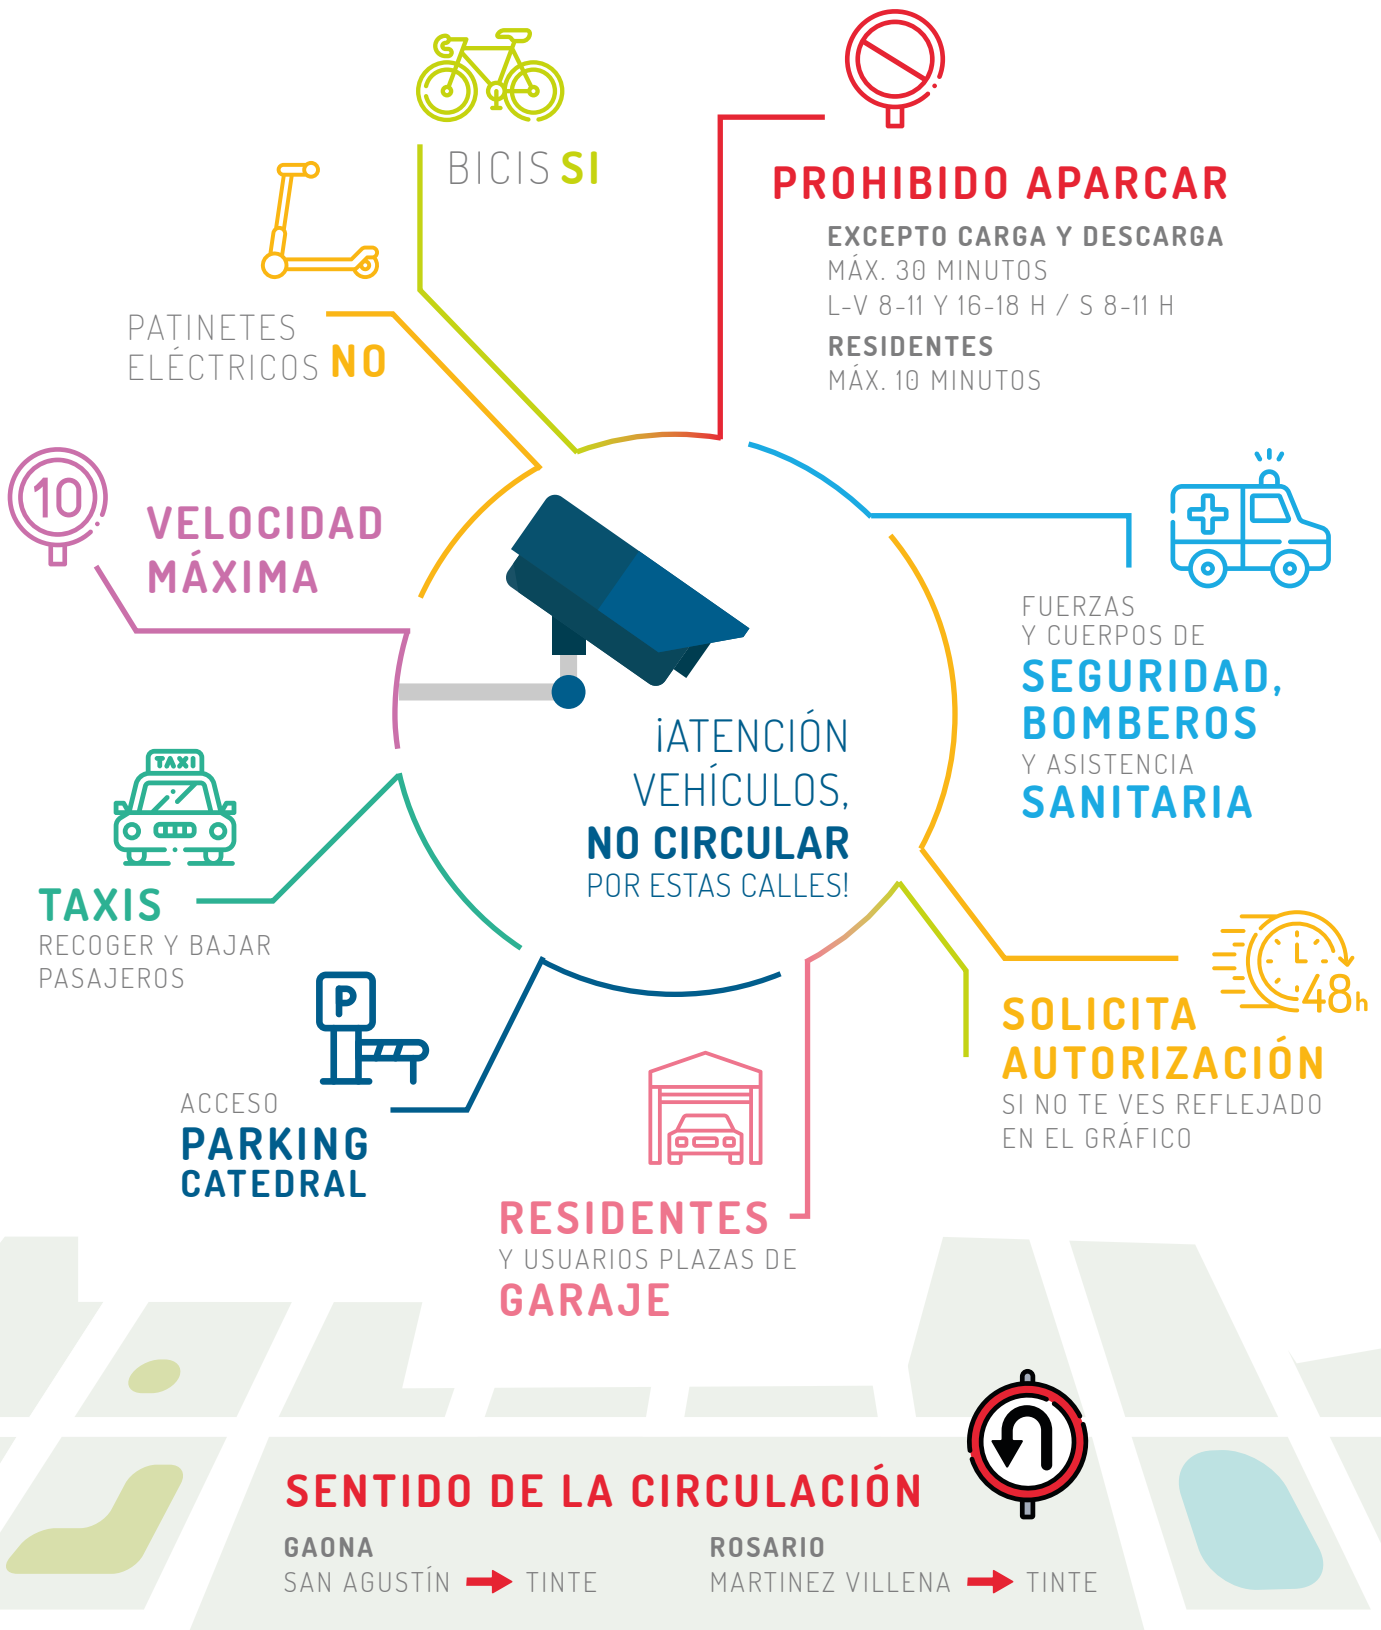 BICIS SI
PROHIBIDO APARCAR
EXCEPTO CARGA Y DESCARGA
MÁX. 30 MINUTOS
L-V 8-11 Y 16-18 H / S 8-11 H
RESIDENTES
MÁX. 10 MINUTOS
PATINETES
ELÉCTRICOS NO
10
VELOCIDAD
MÁXIMA
FUERZAS
Y CUERPOS DE
SEGURIDAD,
BOMBEROS
Y ASISTENCIA
SANITARIA
¡ATENCIÓN
VEHÍCULOS,
NO CIRCULAR
POR ESTAS CALLES!
TAXI
TAXIS
RECOGER Y BAJAR
PASAJEROS
48h
SOLICITA
AUTORIZACIÓN
SI NO TE VES REFLEJADO
EN EL GRÁFICO
P
ACCESO
PARKING
CATEDRAL
RESIDENTES
Y USUARIOS PLAZAS DE
GARAJE
SENTIDO DE LA CIRCULACIÓN
GAONA
SAN AGUSTÍN TINTE
ROSARIO
MARTINEZ VILLENA TINTE